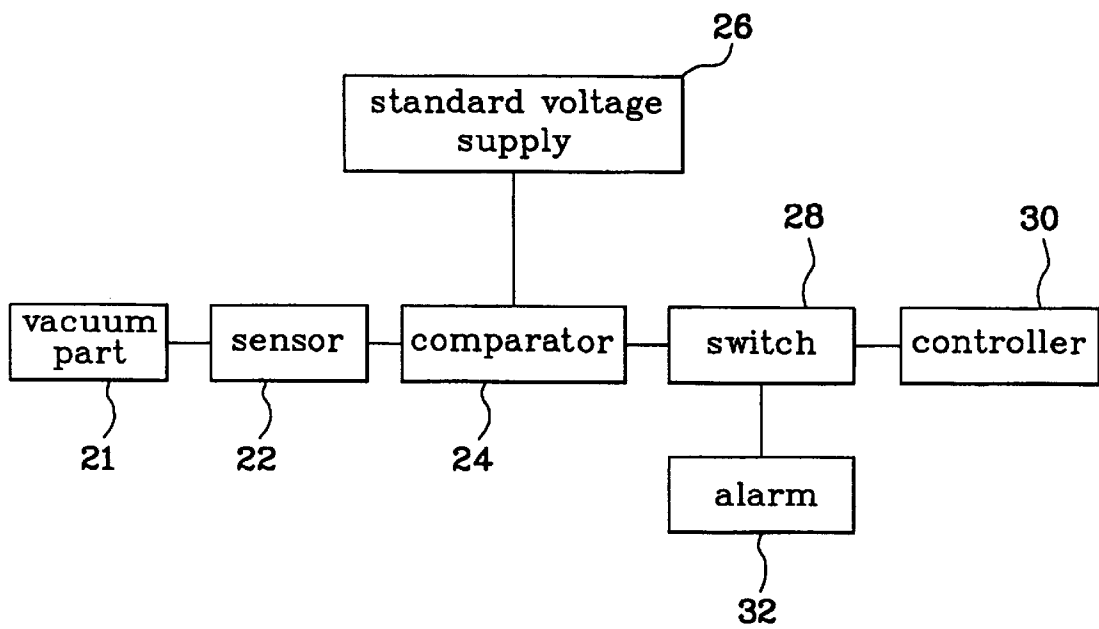 26
standard voltage
supply
28
30
vacuum
part
sensor
comparator
switch
controller
21
22
24
alarm
32